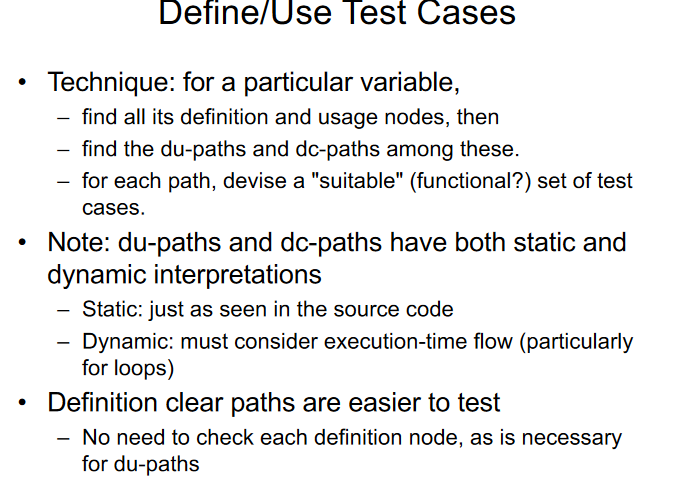 Define/Use Test Cases
• Technique: for a particular variable,
– find all its definition and usage nodes, then
– find the du-paths and dc-paths among these.
– for each path, devise a "suitable" (functional?) set of test
cases.
• Note: du-paths and dc-paths have both static and
dynamic interpretations
– Static: just as seen in the source code
– Dynamic: must consider execution-time flow (particularly
for loops)
• Definition clear paths are easier to test
– No need to check each definition node, as is necessary
for du-paths